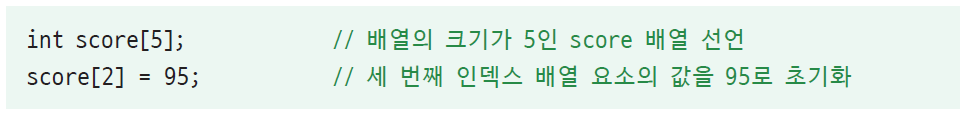 int score[5]; // 배열의 크기가 5인 score 배열 선언
score[2] = 95; // 세 번째 인덱스 배열 요소의 값을 95로 초기화